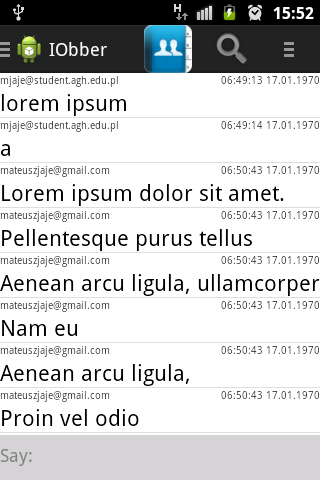 H 15:52
IObber
mjaje@student.agh.edu.pl 06:49:13 17.01.1970
lorem ipsum
mjaje@student.agh.edu.pl 06:49:14 17.01.1970
a
mateuszjaje@gmail.com 06:50:43 17.01.1970
Lorem ipsum dolor sit amet.
mateuszjaje@gmail.com 06:50:43 17.01.1970
Pellentesque purus tellus
mateuszjaje@gmail.com 06:50:43 17.01.1970
Aenean arcu ligula, ullamcorper
mateuszjaje@gmail.com 06:50:43 17.01.1970
Nam eu
mateuszjaje@gmail.com 06:50:43 17.01.1970
Aenean arcu ligula,
mateuszjaje@gmail.com 06:50:43 17.01.1970
Proin vel odio
Say: